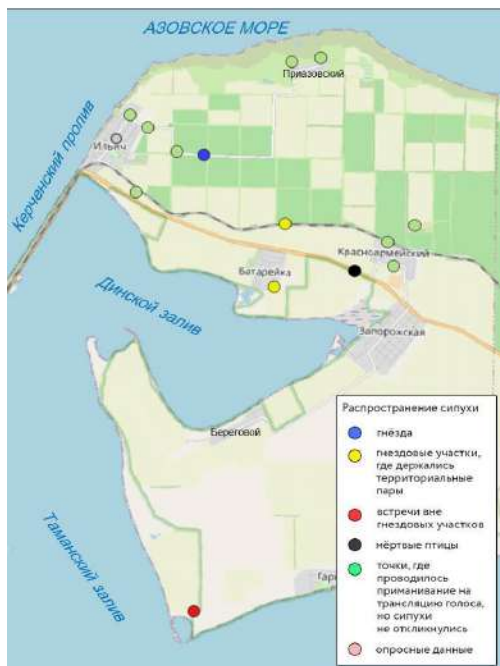 АЗОВСКОЕ МОРЕ
Приазовский
Ильич
Керченский пролив
Красноармейский
Батарейка
Динской залив
Запорожская
Береговой
Таманский залив
Гар
Распространение сипухи
гнёзда
гнездовые участки,
где держались
территориальные
пары
встречи вне
гнездовых участков
мёртвые птицы
точки, где
проводилось
приманивание на
трансляцию голоса,
но сипухи
не откликнулись
опросные данные